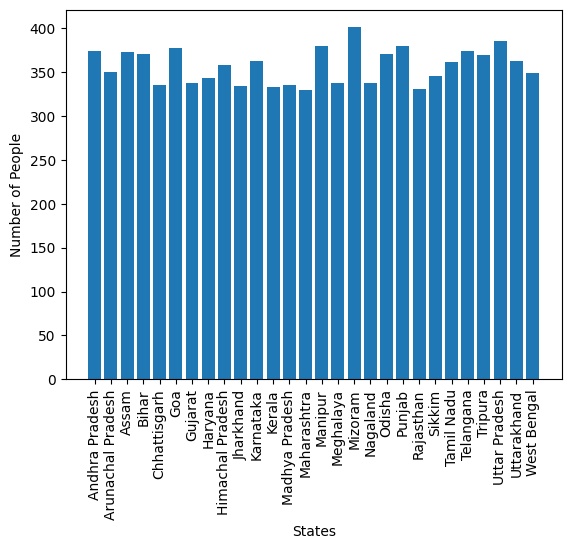 400
350
300
250
200
150
100
50
0
Number of People
Andhra Pradesh
Arunachal Pradesh
Assam
Bihar
Chhattisgarh
Goa
Gujarat
Haryana
Himachal Pradesh
Jharkhand
Karnataka
Kerala
Madhya Pradesh
Maharashtra
Manipur
Meghalaya
Mizoram
Nagaland
Odisha
Punjab
Rajasthan
Sikkim
Tamil Nadu
Telangana
Tripura
Uttar Pradesh
Uttarakhand
West Bengal
States